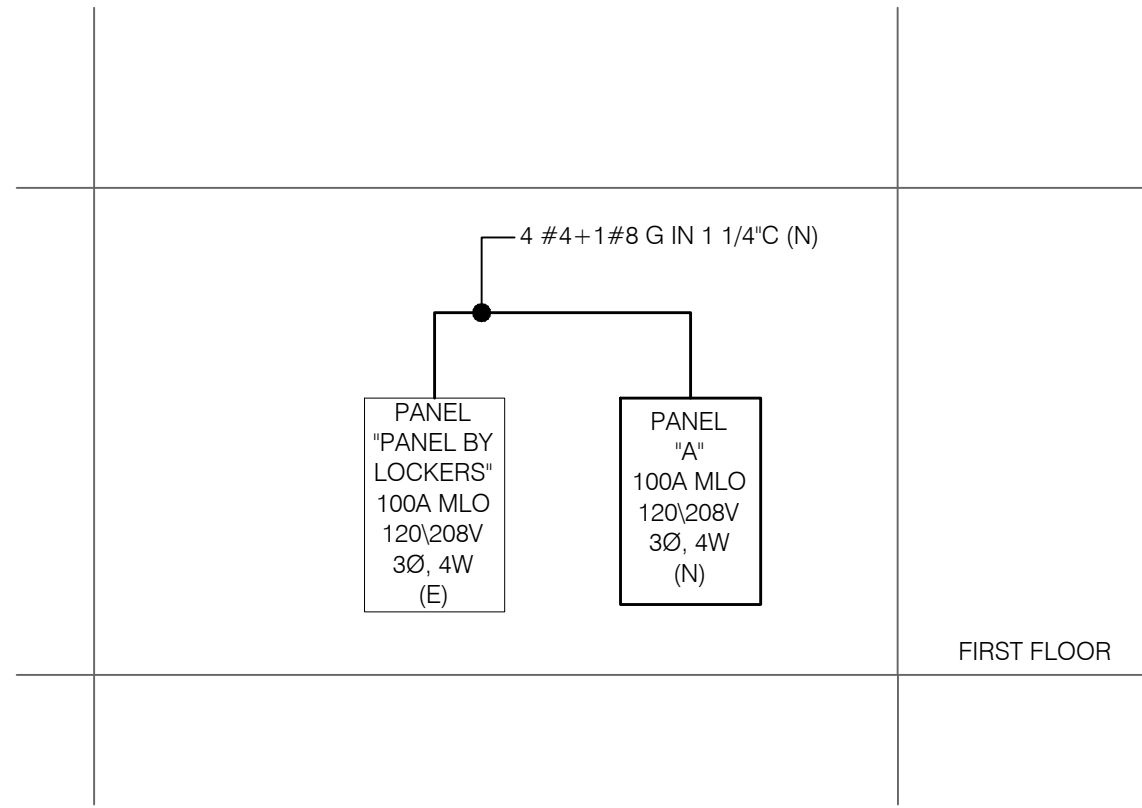 4 #4+1#8 G IN 1 1/4"C (N)
PANEL
"PANEL BY
LOCKERS"
100A MLO
120\208V
3Ø, 4W
(E)
PANEL
"A"
100A MLO
120\208V
3Ø, 4W
(N)
FIRST FLOOR